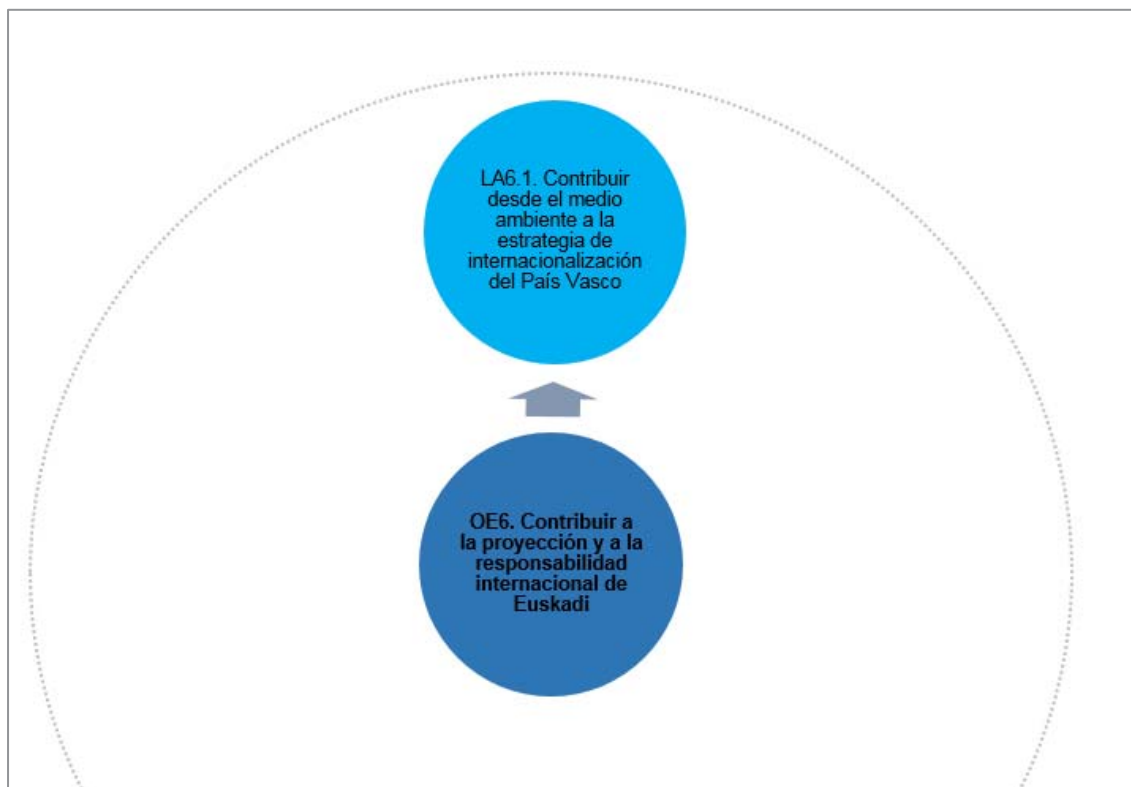 LA6.1. Contribuir
desde el medio
ambiente a la
estrategia de
internacionalización
del País Vasco
OE6. Contribuir a
la proyección y a la
responsabilidad
internacional de
Euskadi